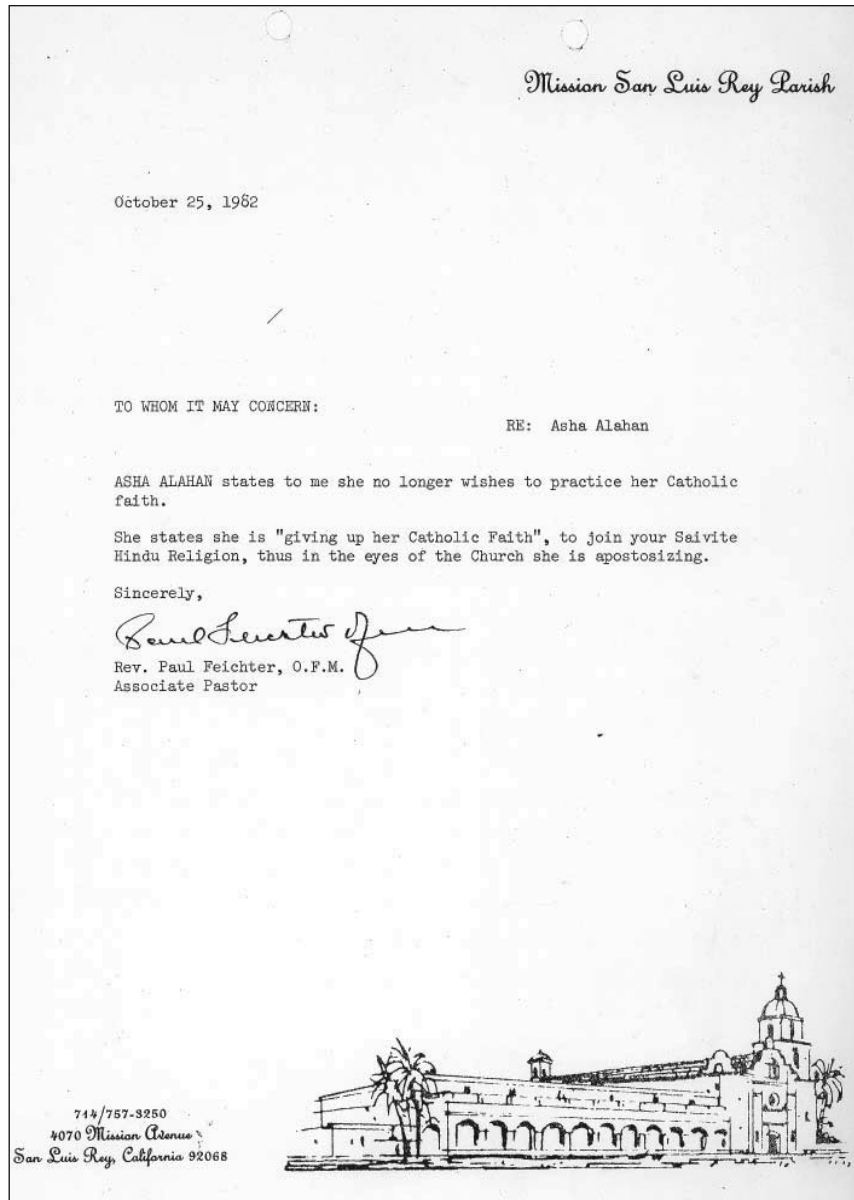 Mission San Luis Rey Parish
October 25, 1982
TO WHOM IT MAY CONCERN:
RE: Asha Alahan
ASHA ALAHAN states to me she no longer wishes to practice her Catholic
faith.
She states she is "giving up her Catholic Faith", to join your Saivite
Hindu Religion, thus in the eyes of the Church she is apostosizing.
Sincerely,
Paul Feichter ofm
Rev. Paul Feichter, O.F.M.
Associate Pastor
714/757-3250
4070 Mission Avenue
San Luis Rey, California 92068